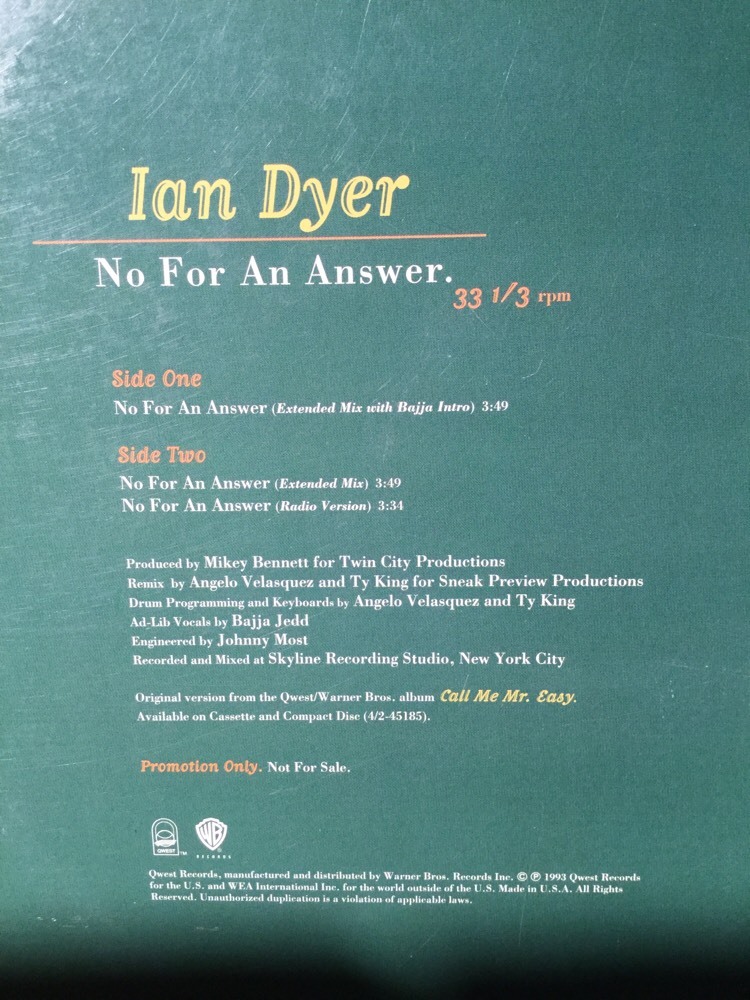 Ian Dyer
No For An Answer.
33 1/3 rpm
Side One
No For An Answer (Extended Mix with Bajja Intro) 3:49
Side Two
No For An Answer (Extended Mix) 3:49
No For An Answer (Radio Version) 3:34
Produced by Mikey Bennett for Twin City Productions
Remix by Angelo Velasquez and Ty King for Sneak Preview Productions
Drum Programming and Keyboards by Angelo Velasquez and Ty King
Ad-Lib Vocals by Bajja Jedd
Engineered by Johnny Most
Recorded and Mixed at Skyline Recording Studio, New York City
Original version from the Qwest/Warner Bros. album Call Me Mr. Easy.
Available on Cassette and Compact Disc (4/2-45185).
Promotion Only. Not For Sale.
QWEST TM WB ® RECORDS
Qwest Records, manufactured and distributed by Warner Bros. Records Inc. © ℗ 1993 Qwest Records
for the U.S. and WEA International Inc. for the world outside of the U.S. Made in U.S.A. All Rights
Reserved. Unauthorized duplication is a violation of applicable laws.